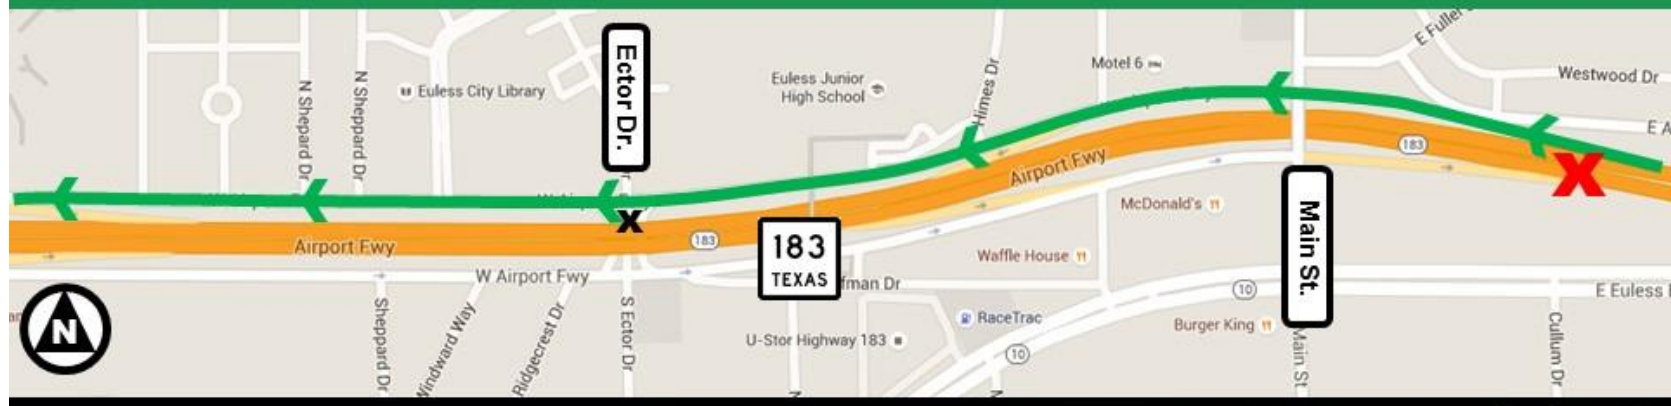 E Fuller
Westwood Dr
E A
Motel 6
Ector Dr.
N Shepard Dr
N Sheppard Dr
Euless City Library
Euless Junior
High School
Himes Dr
183
Airport Fwy
McDonald's
Main St.
Airport Fwy
183
183
TEXAS
Waffle House
W Airport Fwy
fman Dr
10
E Euless
N
Sheppard Dr
Windward Way
Ridgecrest Dr
S Ector Dr
U-Stor Highway 183
RaceTrac
10
Burger King
Main St
Cullum Dr